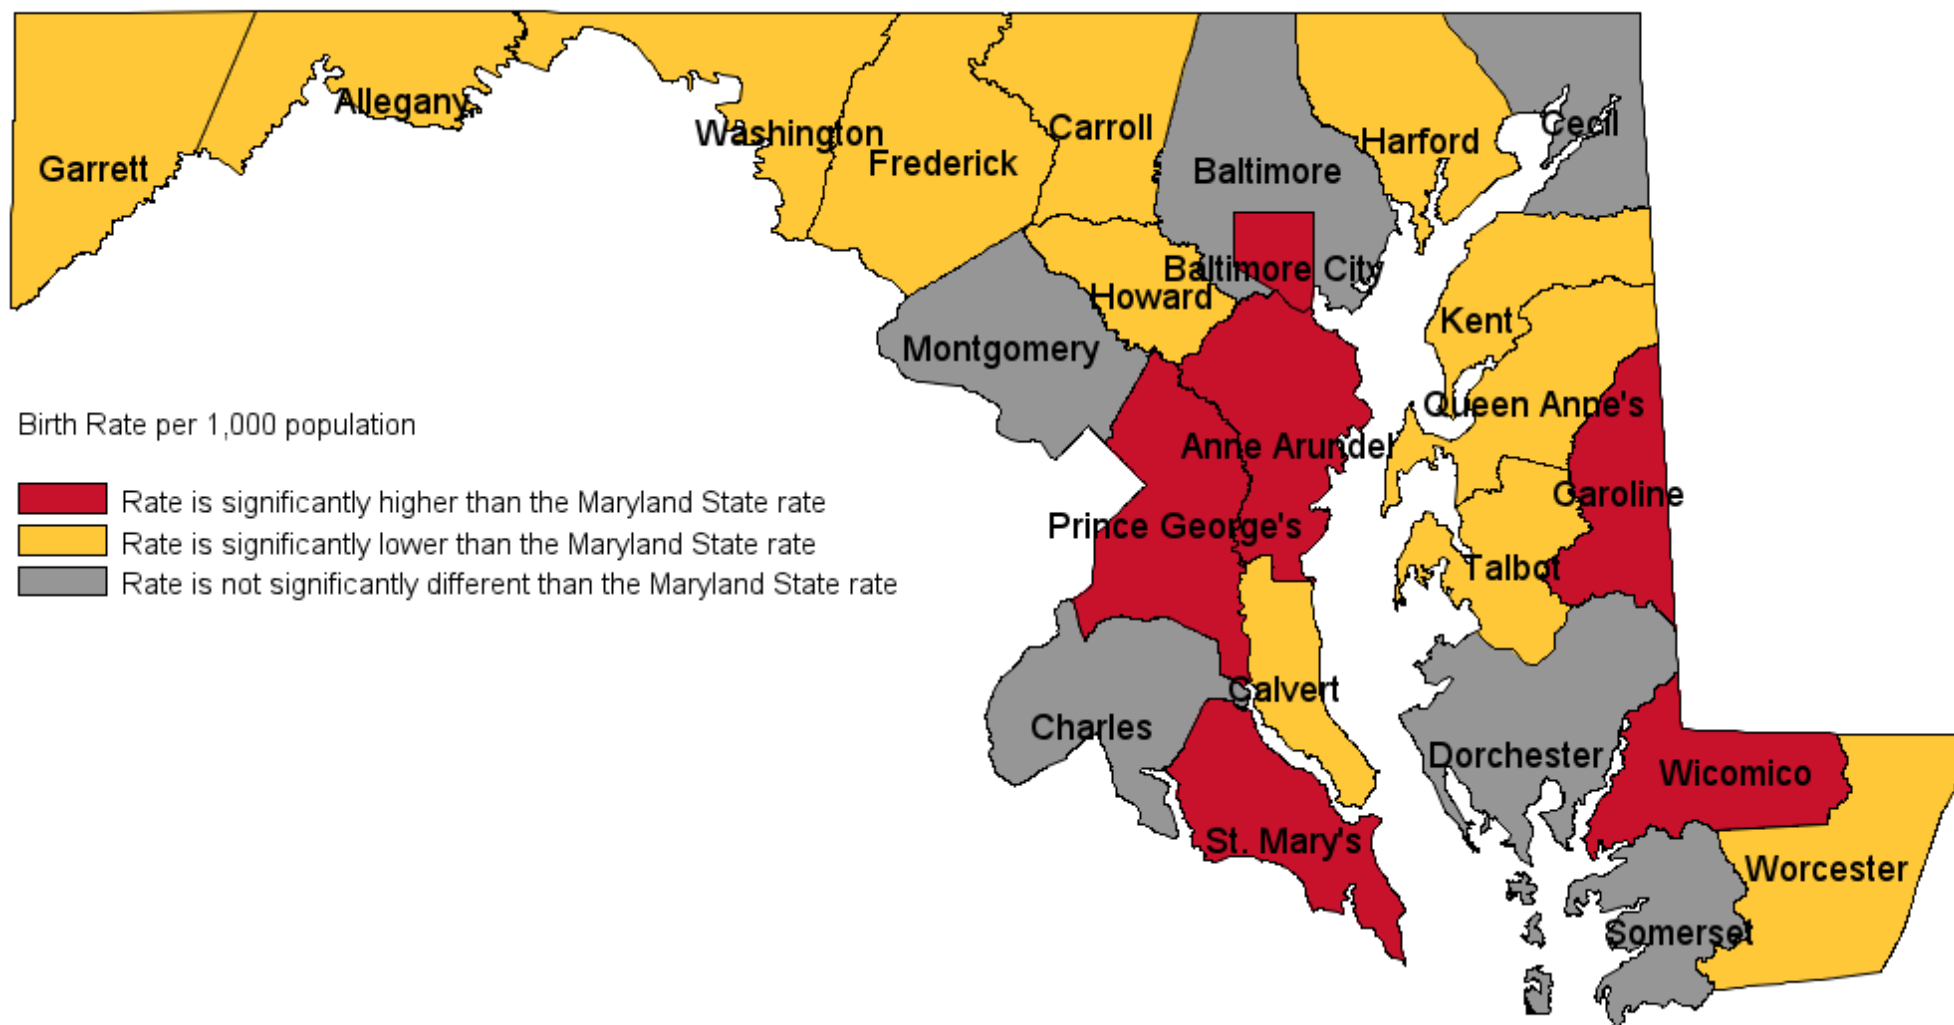 Allegany
Garrett
Washington
Frederick
Carroll
Baltimore
Harford
Cecil
Baltimore City
Howard
Montgomery
Kent
Queen Anne's
Anne Arundel
Caroline
Prince George's
Talbot
Calvert
Charles
Dorchester
Wicomico
St. Mary's
Worcester
Somerset
Birth Rate per 1,000 population
Rate is significantly higher than the Maryland State rate
Rate is significantly lower than the Maryland State rate
Rate is not significantly different than the Maryland State rate